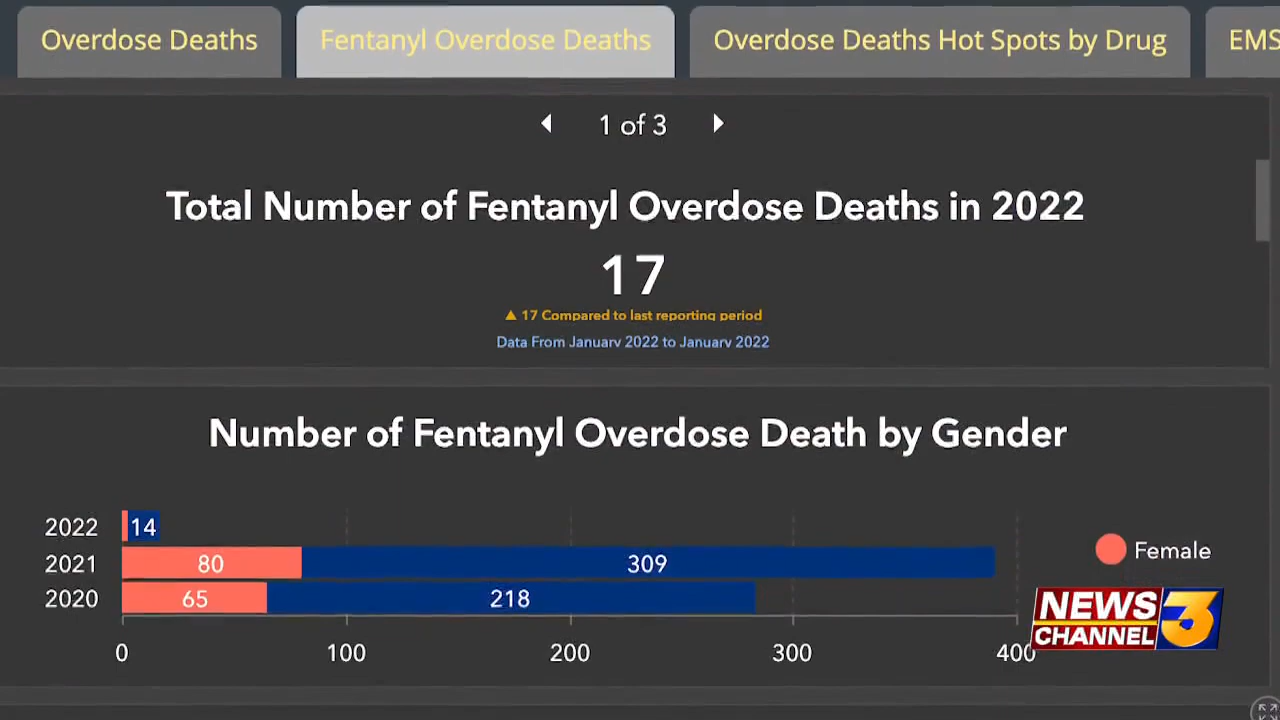 Overdose Deaths
Fentanyl Overdose Deaths
Overdose Deaths Hot Spots by Drug
EMS
1 of 3
Total Number of Fentanyl Overdose Deaths in 2022
17
▲ 17 Compared to last reporting period
Data From January 2022 to January 2022
Number of Fentanyl Overdose Death by Gender
2022 14
2021 80 309
2020 65 218
0 100 200 300 400
Female
NEWS
CHANNEL 3